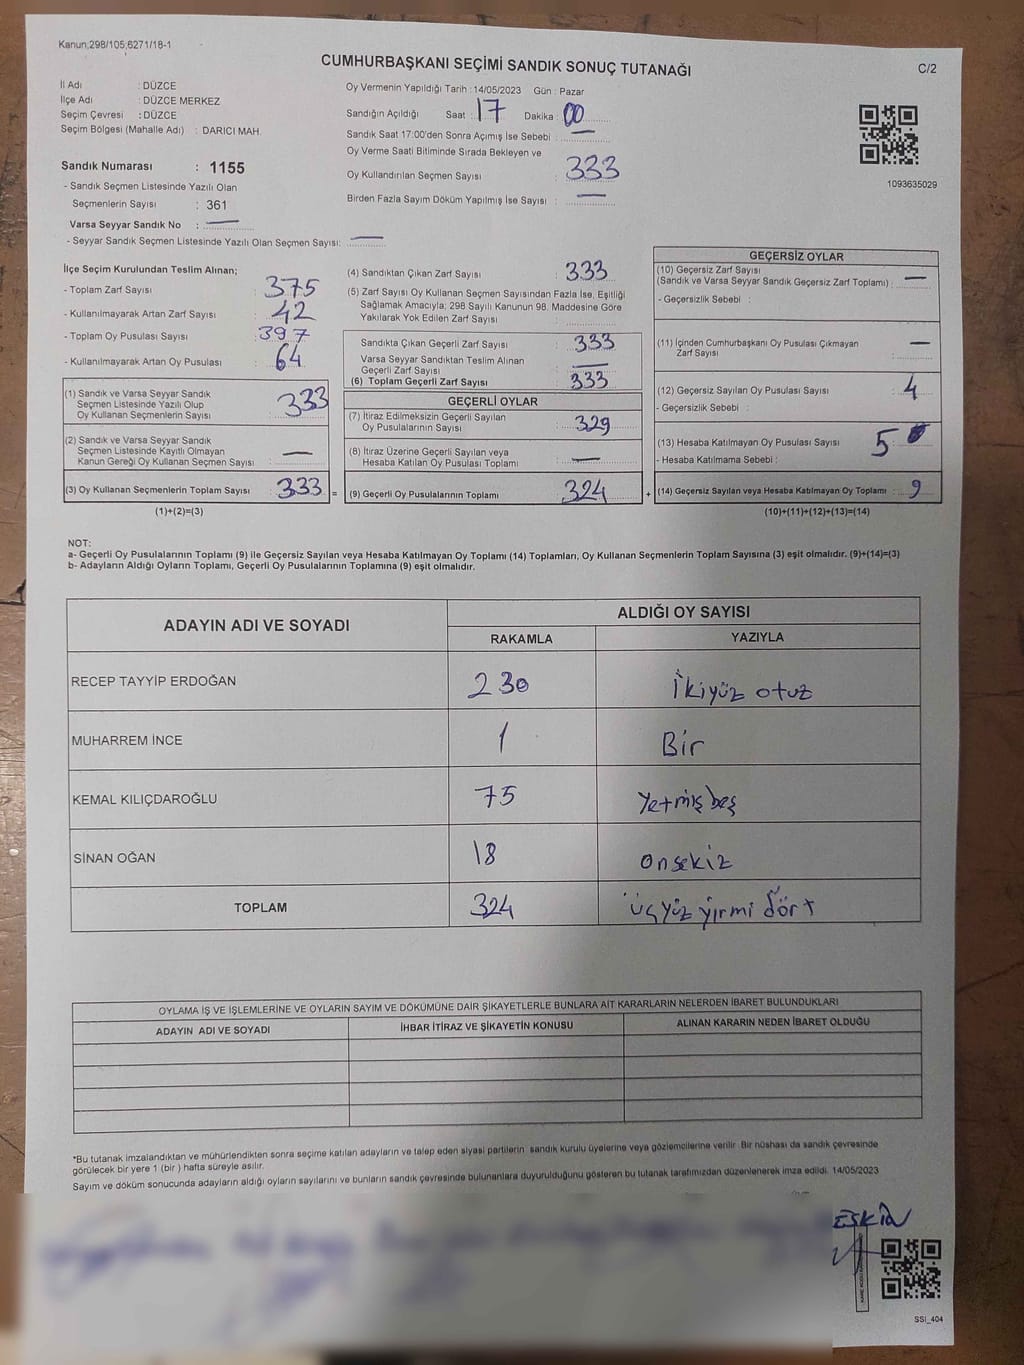 Kanun;298/105;6271/18-1
CUMHURBAŞKANI SEÇİMİ SANDIK SONUÇ TUTANAĞI
C/2
İl Adı : DÜZCE
İlçe Adı : DÜZCE MERKEZ
Seçim Çevresi : DÜZCE
Seçim Bölgesi (Mahalle Adı) : DARICI MAH.
Oy Vermenin Yapıldığı Tarih : 14/05/2023 Gün : Pazar
Sandığın Açıldığı Saat : 17 Dakika : 00
Sandık Saat 17:00'den Sonra Açımış İse Sebebi : —
Oy Verme Saati Bitiminde Sırada Bekleyen ve
Oy Kullandırılan Seçmen Sayısı : 333
Birden Fazla Sayım Döküm Yapılmış İse Sayısı : —
1093635029
Sandık Numarası : 1155
- Sandık Seçmen Listesinde Yazılı Olan
Seçmenlerin Sayısı : 361
Varsa Seyyar Sandık No : —
- Seyyar Sandık Seçmen Listesinde Yazılı Olan Seçmen Sayısı: —
İlçe Seçim Kurulundan Teslim Alınan;
- Toplam Zarf Sayısı : 375
- Kullanılmayarak Artan Zarf Sayısı : 42
- Toplam Oy Pusulası Sayısı : 397
- Kullanılmayarak Artan Oy Pusulası : 64
(1) Sandık ve Varsa Seyyar Sandık
Seçmen Listesinde Yazılı Olup
Oy Kullanan Seçmenlerin Sayısı : 333
(2) Sandık ve Varsa Seyyar Sandık
Seçmen Listesinde Kayıtlı Olmayan
Kanun Gereği Oy Kullanan Seçmen Sayısı : —
(3) Oy Kullanan Seçmenlerin Toplam Sayısı : 333 =
(1)+(2)=(3)
(4) Sandıktan Çıkan Zarf Sayısı : 333
(5) Zarf Sayısı Oy Kullanan Seçmen Sayısından Fazla İse, Eşitliği
Sağlamak Amacıyla; 298 Sayılı Kanunun 98. Maddesine Göre
Yakılarak Yok Edilen Zarf Sayısı :
Sandıkta Çıkan Geçerli Zarf Sayısı : 333
Varsa Seyyar Sandıktan Teslim Alınan
Geçerli Zarf Sayısı : —
(6) Toplam Geçerli Zarf Sayısı : 333
GEÇERLİ OYLAR
(7) İtiraz Edilmeksizin Geçerli Sayılan
Oy Pusulalarının Sayısı : 329
(8) İtiraz Üzerine Geçerli Sayılan veya
Hesaba Katılan Oy Pusulası Toplamı : —
(9) Geçerli Oy Pusulalarının Toplamı : 324 +
GEÇERSİZ OYLAR
(10) Geçersiz Zarf Sayısı
(Sandık ve Varsa Seyyar Sandık Geçersiz Zarf Toplamı) : —
- Geçersizlik Sebebi :
(11) İçinden Cumhurbaşkanı Oy Pusulası Çıkmayan
Zarf Sayısı : —
(12) Geçersiz Sayılan Oy Pusulası Sayısı : 4
- Geçersizlik Sebebi :
(13) Hesaba Katılmayan Oy Pusulası Sayısı : 5
- Hesaba Katılmama Sebebi :
(14) Geçersiz Sayılan veya Hesaba Katılmayan Oy Toplamı : 9
(10)+(11)+(12)+(13)=(14)
NOT:
a- Geçerli Oy Pusulalarının Toplamı (9) ile Geçersiz Sayılan veya Hesaba Katılmayan Oy Toplamı (14) Toplamları, Oy Kullanan Seçmenlerin Toplam Sayısına (3) eşit olmalıdır. (9)+(14)=(3)
b- Adayların Aldığı Oyların Toplamı, Geçerli Oy Pusulalarının Toplamına (9) eşit olmalıdır.
ADAYIN ADI VE SOYADI
ALDIĞI OY SAYISI
RAKAMLA YAZIYLA
RECEP TAYYİP ERDOĞAN 230 İkiyüz otuz
MUHARREM İNCE 1 Bir
KEMAL KILIÇDAROĞLU 75 Yetmiş beş
SİNAN OĞAN 18 onsekiz
TOPLAM 324 üçyüz yirmi dört
OYLAMA İŞ VE İŞLEMLERİNE VE OYLARIN SAYIM VE DÖKÜMÜNE DAİR ŞİKAYETLERLE BUNLARA AİT KARARLARIN NELERDEN İBARET BULUNDUKLARI
ADAYIN ADI VE SOYADI İHBAR İTİRAZ VE ŞİKAYETİN KONUSU ALINAN KARARIN NEDEN İBARET OLDUĞU
*Bu tutanak imzalandıktan ve mühürlendikten sonra seçime katılan adayların ve talep eden siyasi partilerin sandık kurulu üyelerine veya gözlemcilerine verilir. Bir nüshası da sandık çevresinde
görülecek bir yere 1 (bir ) hafta süreyle asılır.
Sayım ve döküm sonucunda adayların aldığı oyların sayılarını ve bunların sandık çevresinde bulunanlara duyurulduğunu gösteren bu tutanak tarafımızdan düzenlenerek imza edildi. 14/05/2023
ESKİN
SSI_404